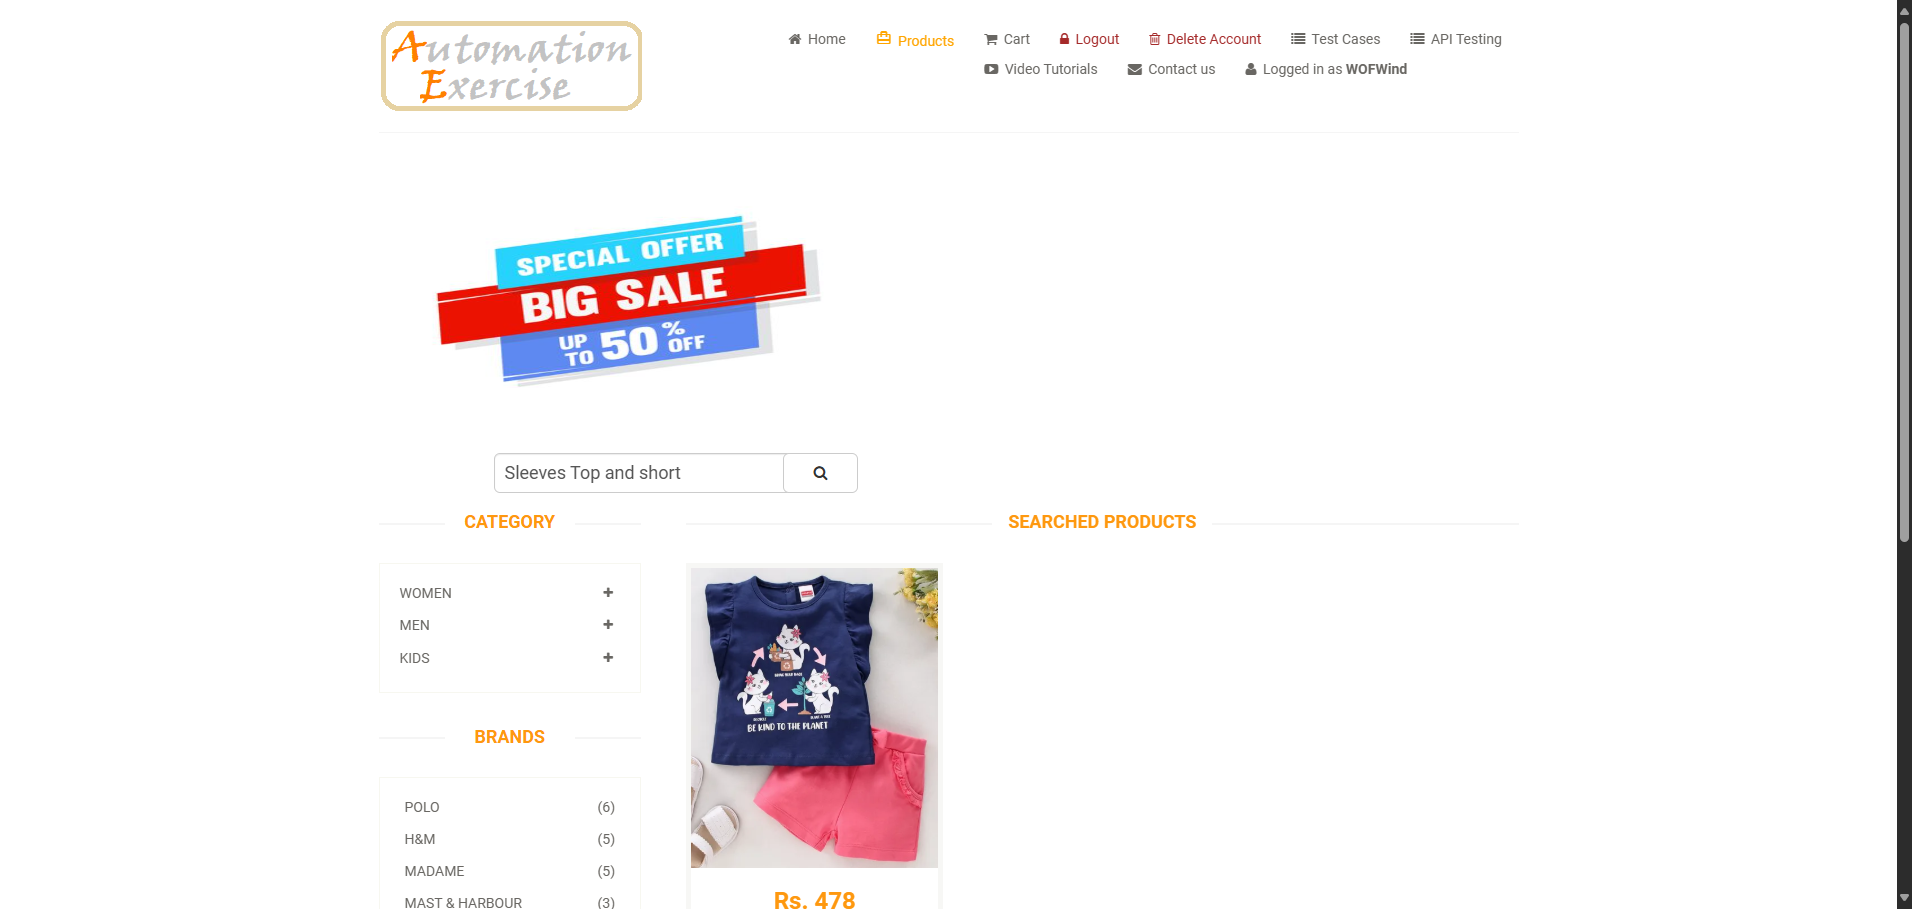 Automation
Exercise
Home
Products
Cart
Logout
Delete Account
Test Cases
API Testing
Video Tutorials
Contact us
Logged in as WOFWind
SPECIAL OFFER
BIG SALE
UP TO 50% OFF
Sleeves Top and short
CATEGORY
WOMEN
MEN
KIDS
BRANDS
POLO (6)
H&M (5)
MADAME (5)
MAST & HARBOUR (3)
SEARCHED PRODUCTS
BE KIND TO THE PLANET
Rs. 478